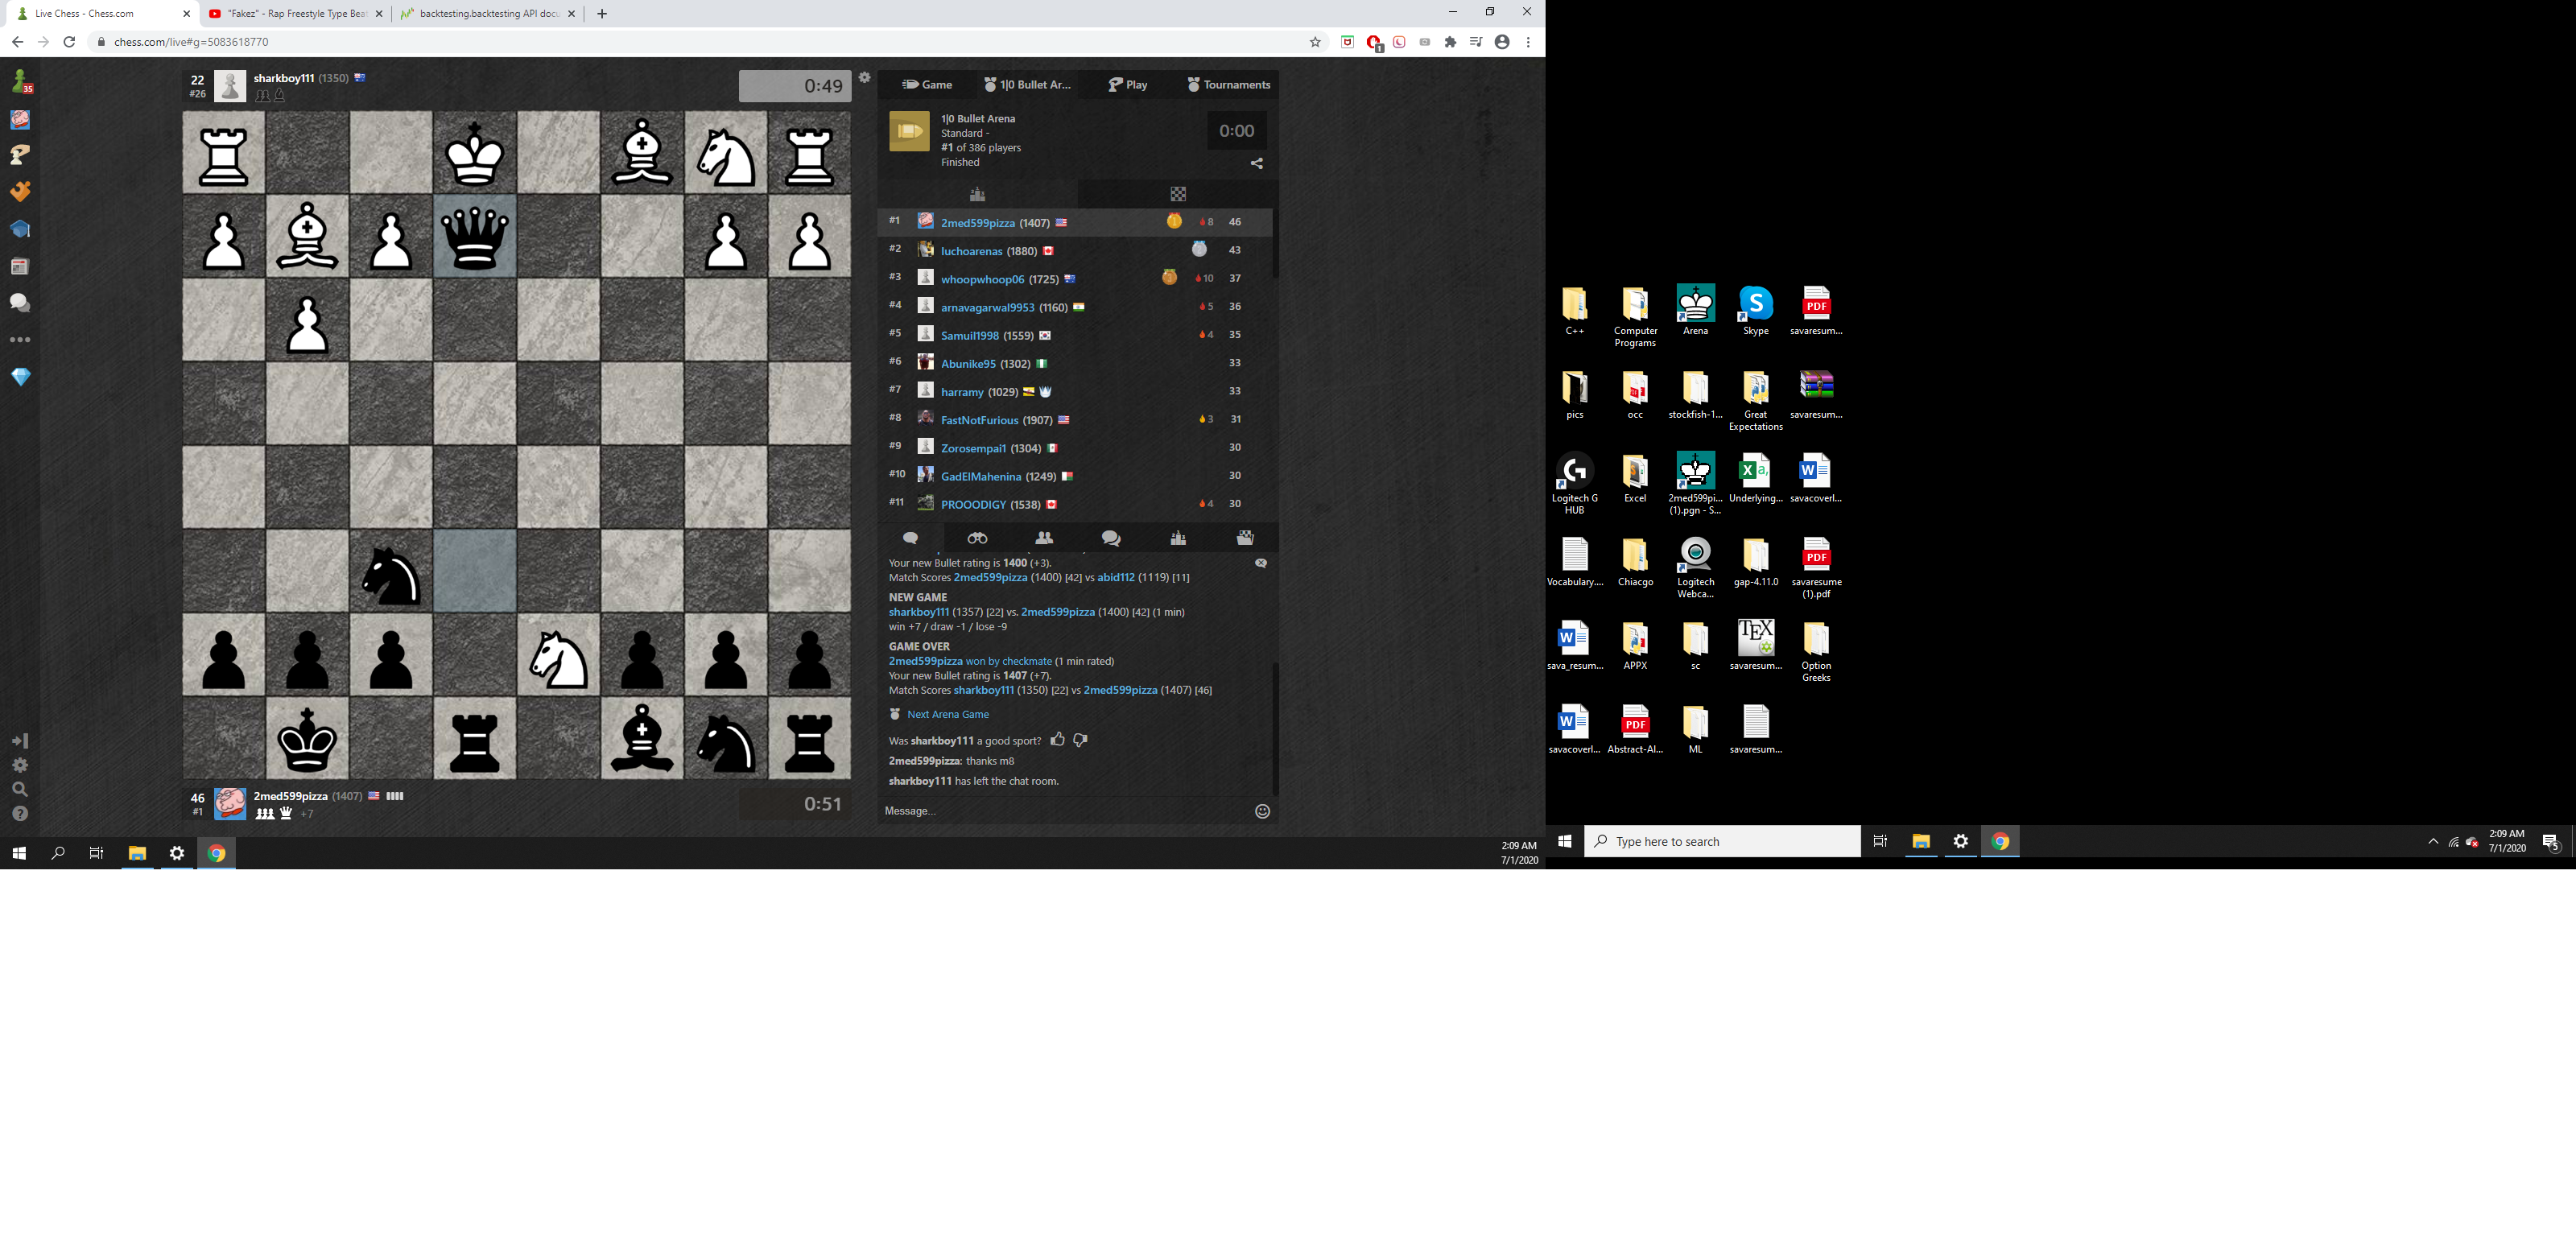 Live Chess - Chess.com
"Fakez" - Rap Freestyle Type Beat
backtesting.backtesting API docu
chess.com/live#g=5083618770
1
35
22
#26
sharkboy111 (1350)
0:49
46
#1
2med599pizza (1407)
+7
0:51
Game
1|0 Bullet Ar...
Play
Tournaments
1|0 Bullet Arena
Standard -
#1 of 386 players
Finished
0:00
#1 2med599pizza (1407) 8 46
#2 luchoarenas (1880) 43
#3 whoopwhoop06 (1725) 10 37
#4 arnavagarwal9953 (1160) 5 36
#5 Samuil1998 (1559) 4 35
#6 Abunike95 (1302) 33
#7 harramy (1029) 33
#8 FastNotFurious (1907) 3 31
#9 Zorosempai1 (1304) 30
#10 GadElMahenina (1249) 30
#11 PROOODIGY (1538) 4 30
Your new Bullet rating is 1400 (+3).
Match Scores 2med599pizza (1400) [42] vs abid112 (1119) [11]
NEW GAME
sharkboy111 (1357) [22] vs. 2med599pizza (1400) [42] (1 min)
win +7 / draw -1 / lose -9
GAME OVER
2med599pizza won by checkmate (1 min rated)
Your new Bullet rating is 1407 (+7).
Match Scores sharkboy111 (1350) [22] vs 2med599pizza (1407) [46]
Next Arena Game
Was sharkboy111 a good sport?
2med599pizza: thanks m8
sharkboy111 has left the chat room.
Message...
2:09 AM
7/1/2020
C++
Computer Programs
Arena
Skype
savaresum...
pics
occ
stockfish-1...
Great Expectations
savaresum...
Logitech G HUB
Excel
2med599pi... (1).pgn - S...
Underlying...
savacoverl...
Vocabulary....
Chiacgo
Logitech Webca...
gap-4.11.0
savaresume (1).pdf
sava_resum...
APPX
sc
savaresum...
Option Greeks
savacoverl...
Abstract-Al...
ML
savaresum...
PDF
PDF
PDF
TEX
Type here to search
2:09 AM
7/1/2020
5